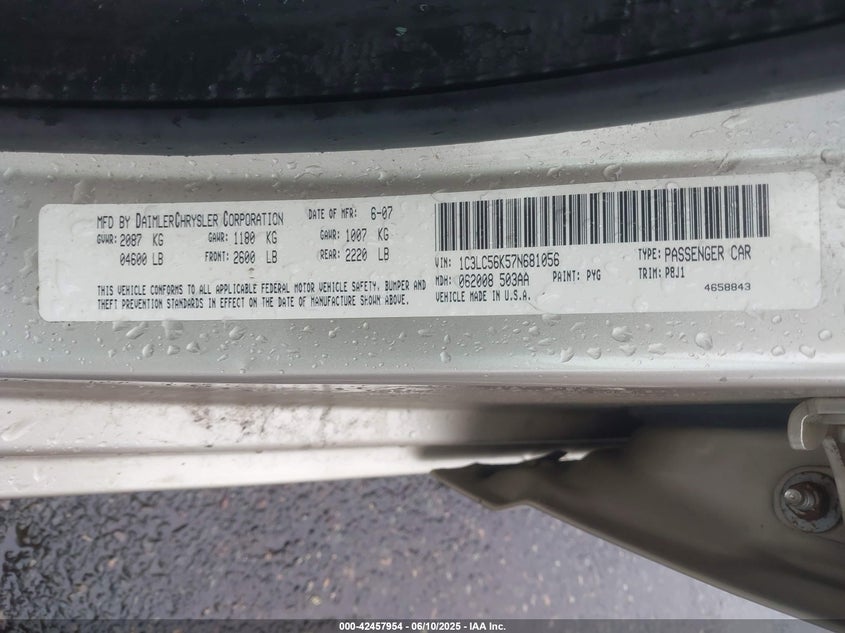 MFD BY DAIMLERCHRYSLER CORPORATION DATE OF MFR: 6-07
GVWR: 2087 KG GAWR: 1180 KG GAWR: 1007 KG
04600 LB FRONT: 2600 LB REAR: 2220 LB
THIS VEHICLE CONFORMS TO ALL APPLICABLE FEDERAL MOTOR VEHICLE SAFETY, BUMPER AND
THEFT PREVENTION STANDARDS IN EFFECT ON THE DATE OF MANUFACTURE SHOWN ABOVE.
VIN: 1C3LC56K57N681056 TYPE: PASSENGER CAR
MDH: 062008 503AA PAINT: PYG TRIM: P8J1
VEHICLE MADE IN U.S.A. 4658843
000-42457954 - 06/10/2025 - IAA Inc.